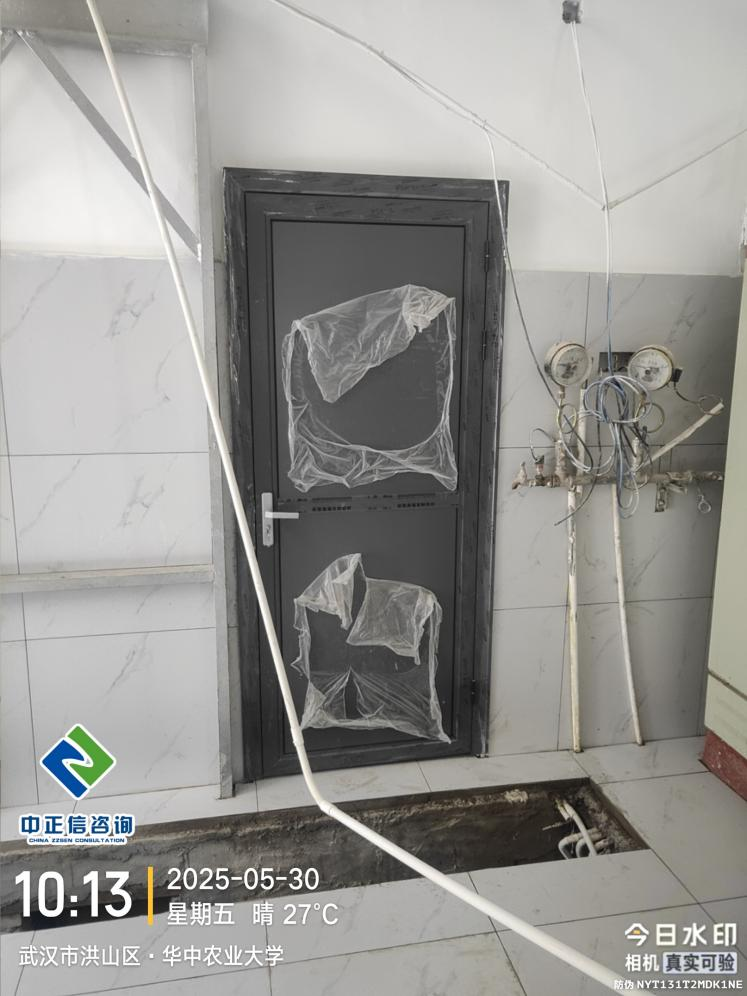 中正信咨询
CHINA ZZSEN CONSULTATION
10:13
2025-05-30
星期五 晴 27°C
武汉市洪山区·华中农业大学
今日水印
相机 真实可验
防伪 NYT131T2MDK1NE